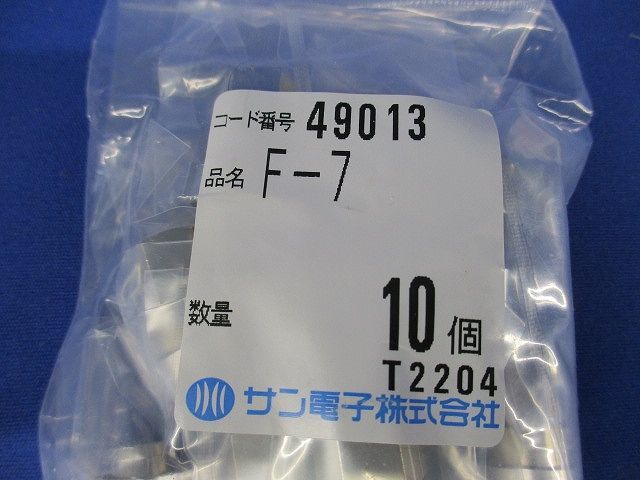 コード番号 49013
品名 F-7
数量 10個
T2204
サン電子株式会社